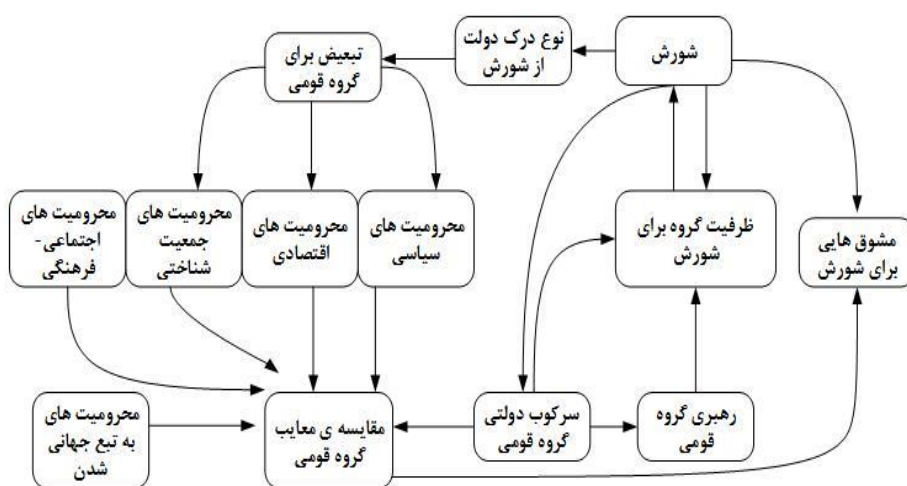 شورش
نوع درک دولت
از شورش
تبعیض برای
گروه قومی
مشوق هایی
برای شورش
ظرفیت گروه برای
شورش
محرومیت های
سیاسی
محرومیت های
اقتصادی
محرومیت های
جمعیت
شناختی
محرومیت های
اجتماعی-
فرهنگی
رهبری گروه
قومی
سرکوب دولتی
گروه قومی
مقایسه ی معایب
گروه قومی
محرومیت های
به تبع جهانی
شدن